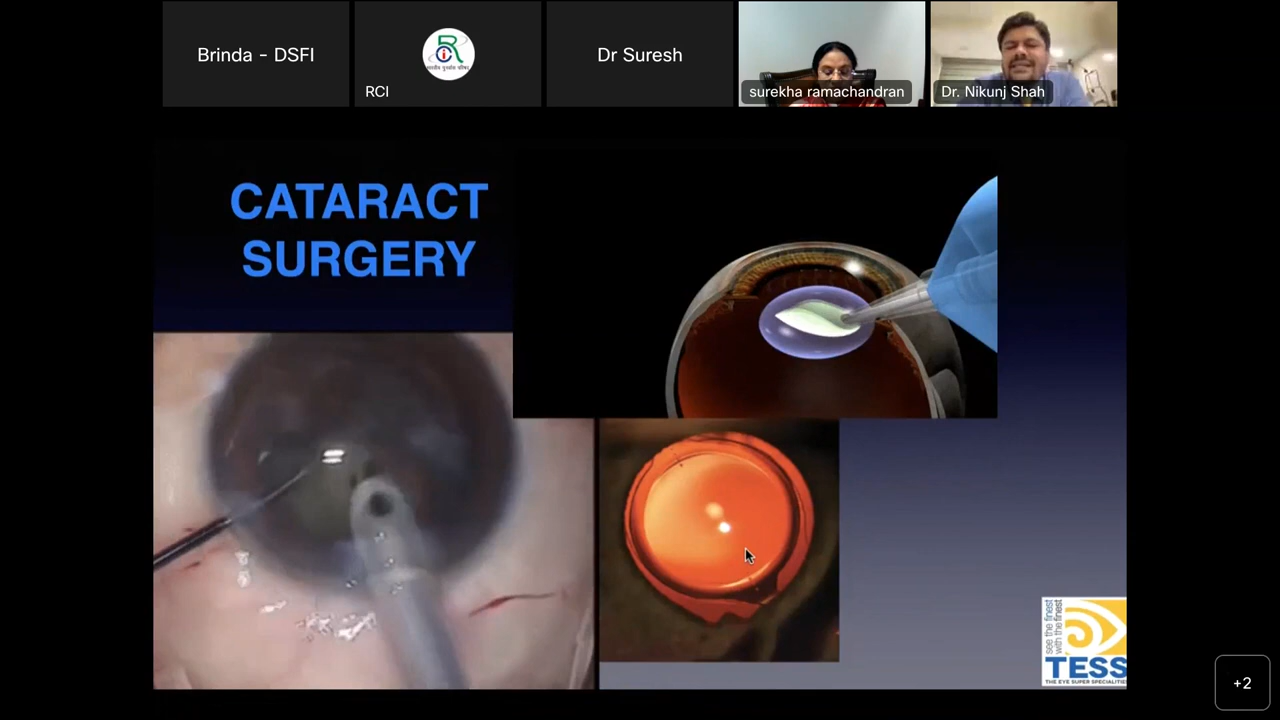 Brinda - DSFI
RCI
Dr Suresh
surekha ramachandran
Dr. Nikunj Shah
CATARACT
SURGERY
see the finest
with the finest
TESS
THE EYE SUPER SPECIALITIES
+2